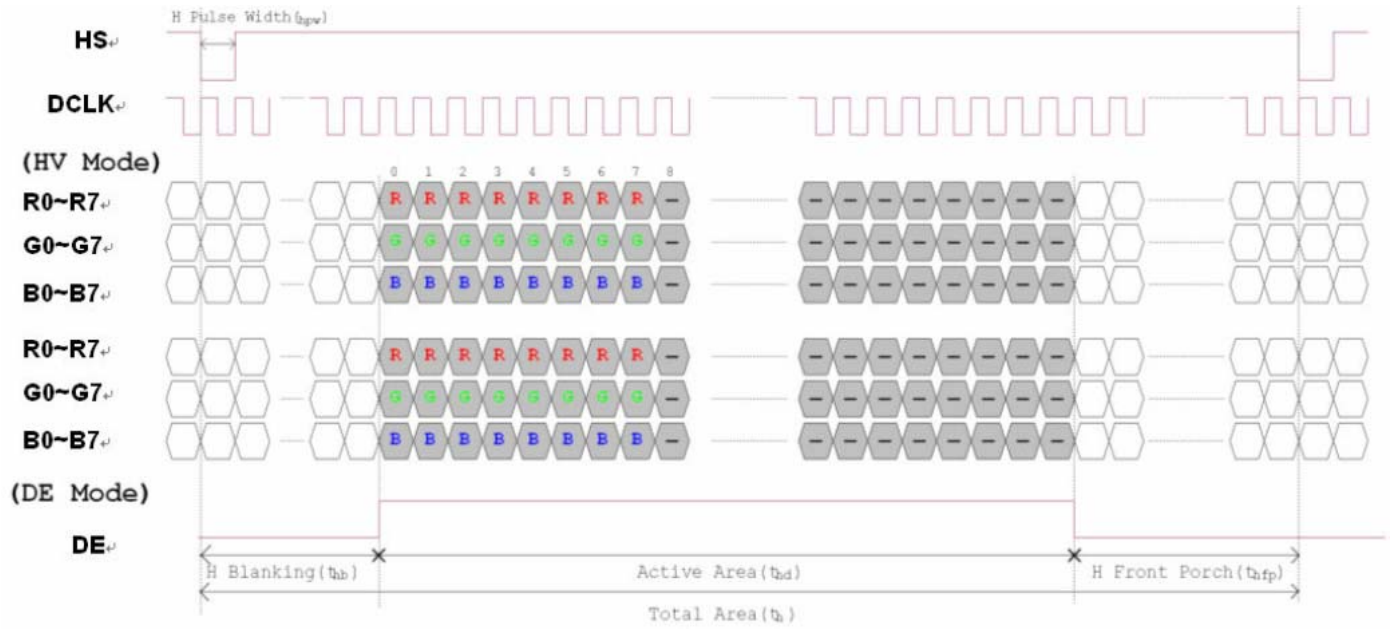 H Pulse Width(thpw)
HS
DCLK
(HV Mode)
0 1 2 3 4 5 6 7 8
R0~R7 R R R R R R R R - - - - - - - - -
G0~G7 G G G G G G G G - - - - - - - - -
B0~B7 B B B B B B B B - - - - - - - - -
R0~R7 R R R R R R R R - - - - - - - - -
G0~G7 G G G G G G G G - - - - - - - - -
B0~B7 B B B B B B B B - - - - - - - - -
(DE Mode)
DE
H Blanking(thb) Active Area(thd) H Front Porch(thfp)
Total Area(th)